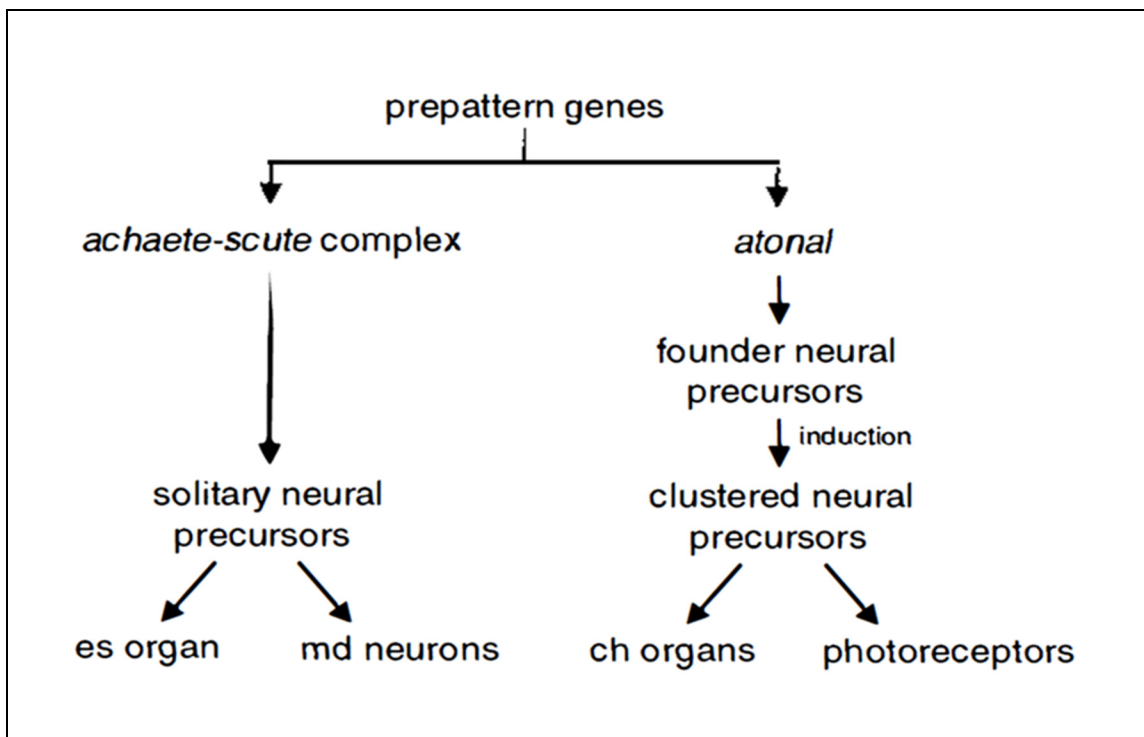 prepattern genes
achaete-scute complex
atonal
founder neural
precursors
induction
solitary neural
precursors
clustered neural
precursors
es organ
md neurons
ch organs
photoreceptors